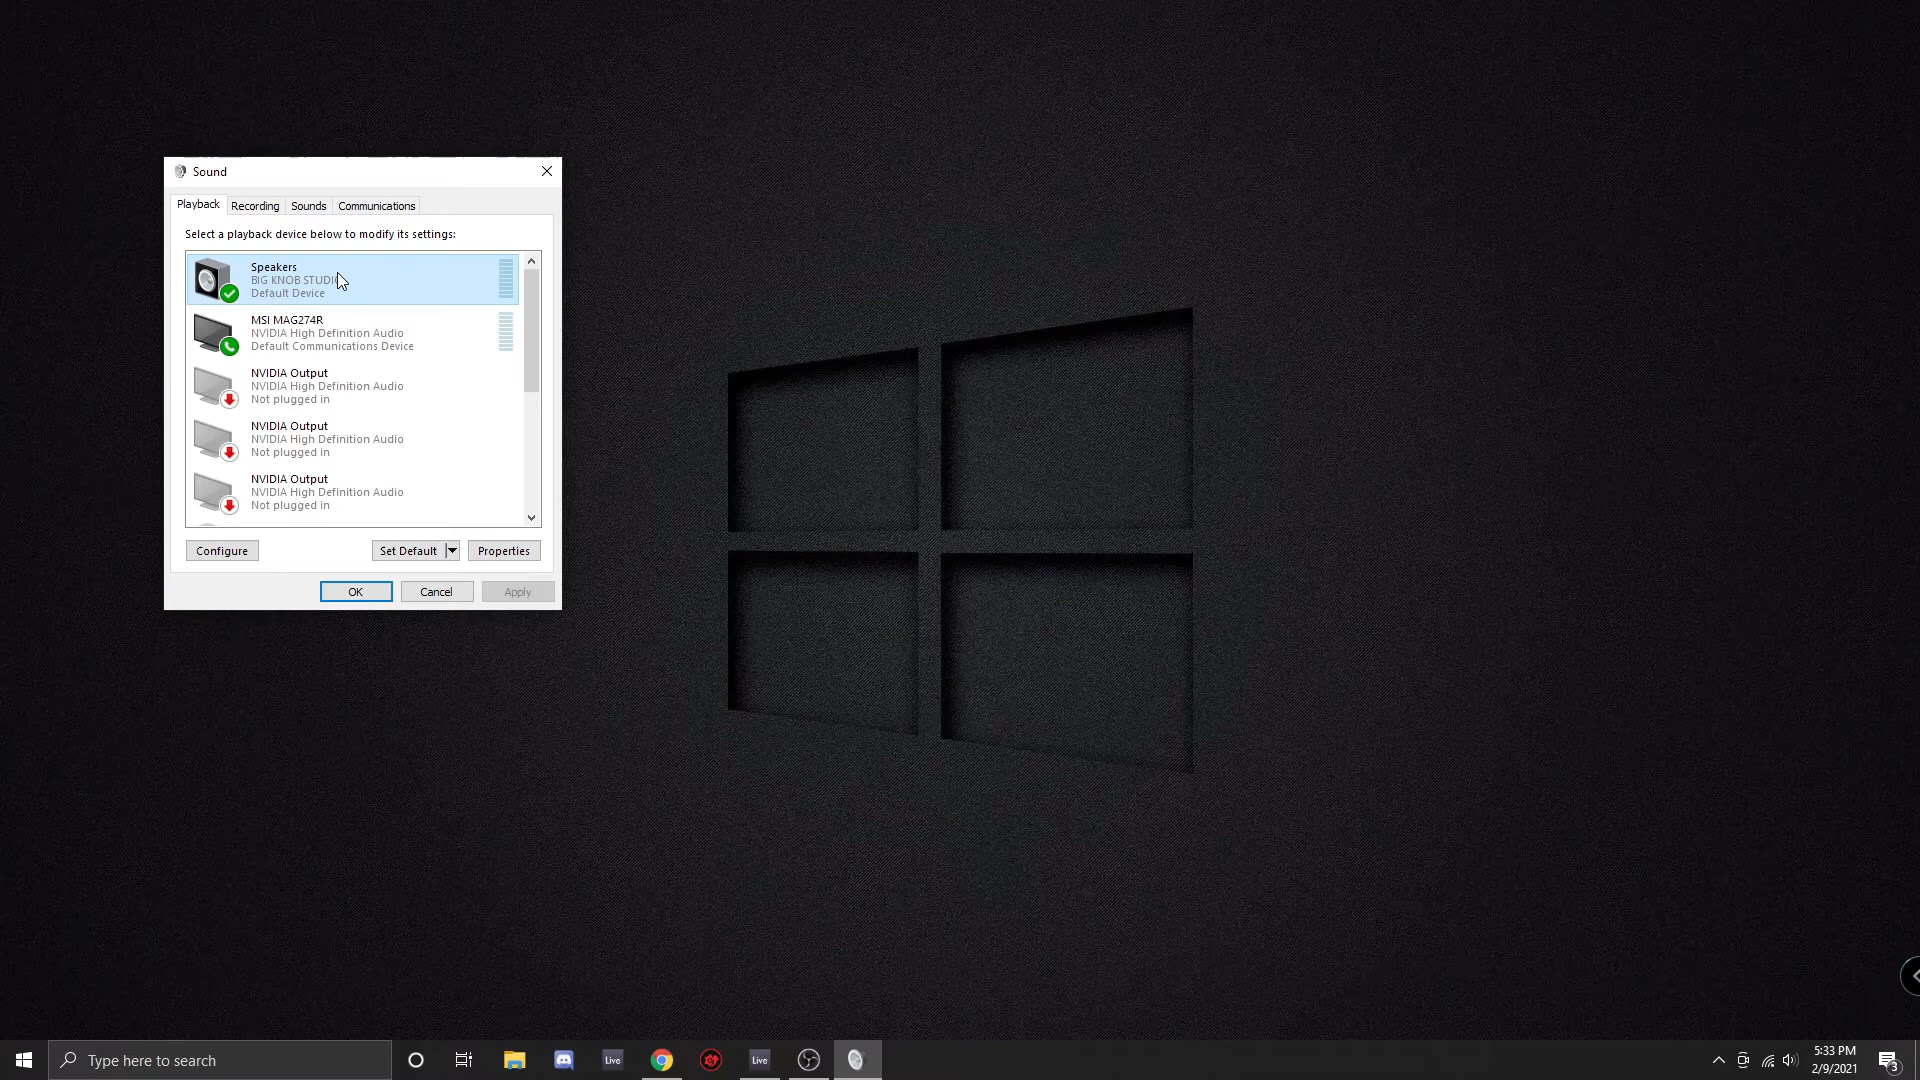 Sound
Playback
Recording
Sounds
Communications
Select a playback device below to modify its settings:
Speakers
BIG KNOB STUDIO
Default Device
MSI MAG274R
NVIDIA High Definition Audio
Default Communications Device
NVIDIA Output
NVIDIA High Definition Audio
Not plugged in
NVIDIA Output
NVIDIA High Definition Audio
Not plugged in
NVIDIA Output
NVIDIA High Definition Audio
Not plugged in
Configure
Set Default
Properties
OK
Cancel
Apply
Type here to search
Live
Live
5:33 PM
2/9/2021
3